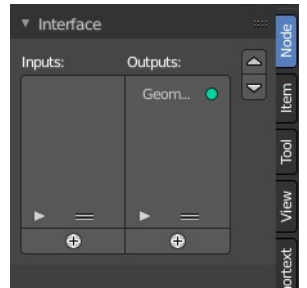 Interface
Inputs: Outputs:
Geom...
Node
Item
Tool
View